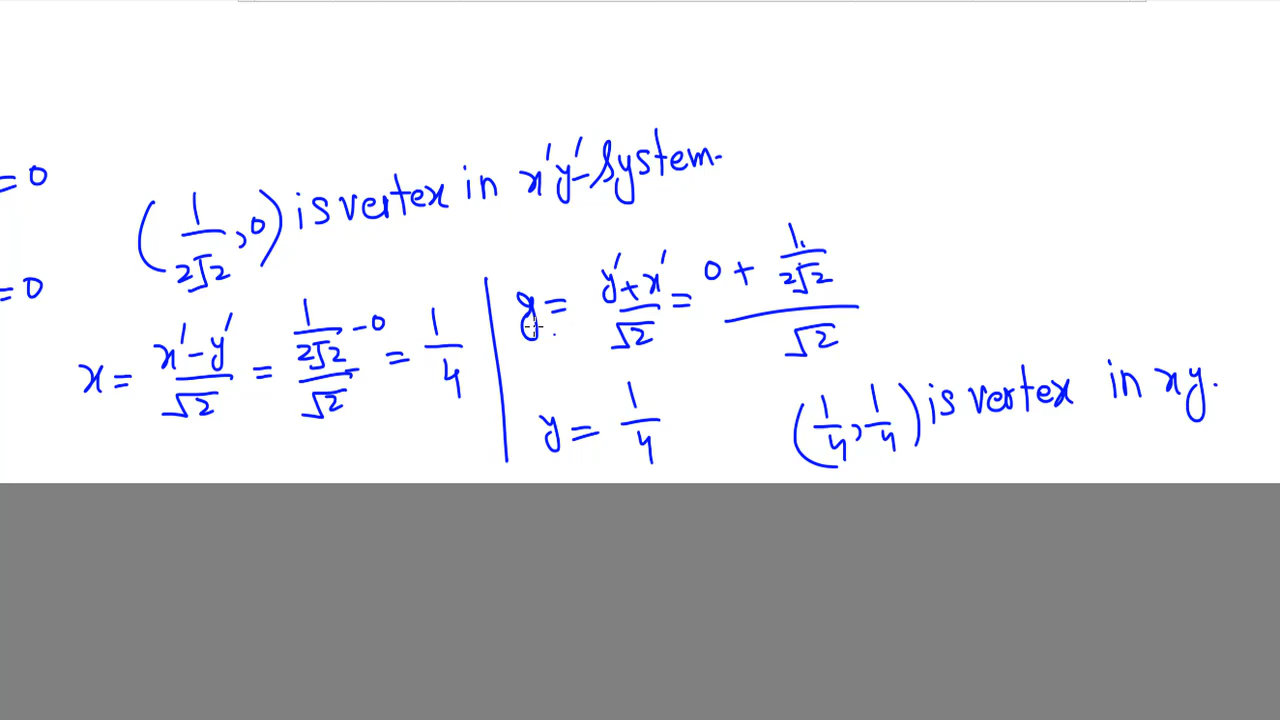 = 0
(1/2√2, 0) is vertex in x'y'-system.
= 0
x = (x' - y')/√2 = (1/2√2 - 0)/√2 = 1/4
y = (y' + x')/√2 = (0 + 1/2√2)/√2
y = 1/4
(1/4, 1/4) is vertex in xy.